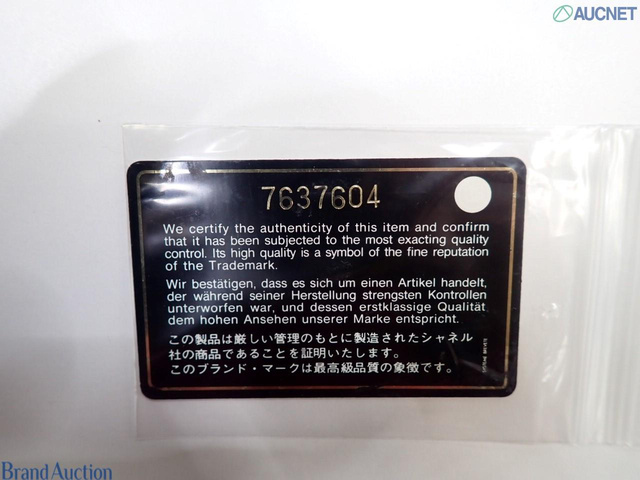 AUCNET
7637604
We certify the authenticity of this item and confirm
that it has been subjected to the most exacting quality
control. Its high quality is a symbol of the fine reputation
of the Trademark.
Wir bestätigen, dass es sich um einen Artikel handelt,
der während seiner Herstellung strengsten Kontrollen
unterworfen war, und dessen erstklassige Qualität
dem hohen Ansehen unserer Marke entspricht.
この製品は厳しい管理のもとに製造されたシャネル
社の商品であることを証明いたします。
このブランド・マークは最高級品質の象徴です。
Brand Auction